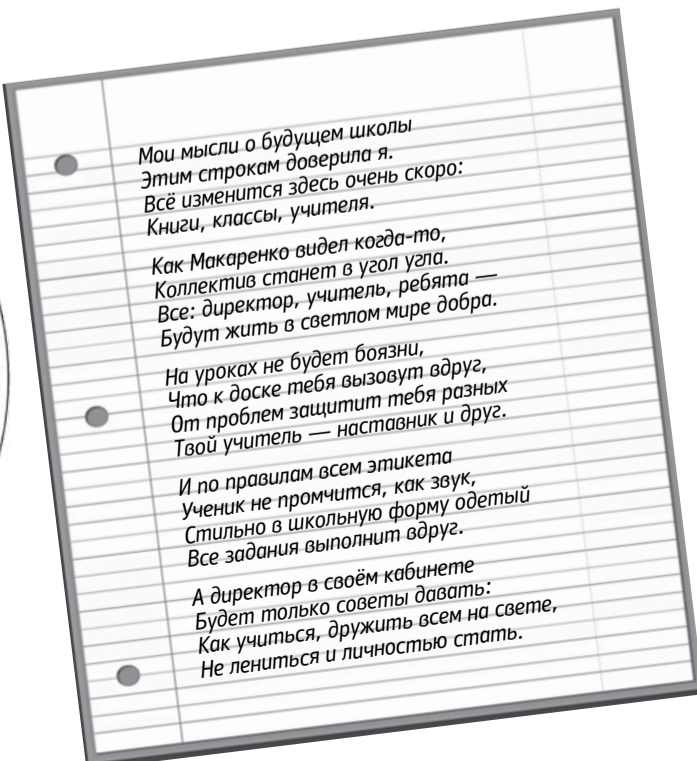 Мои мысли о будущем школы
Этим строкам доверила я.
Всё изменится здесь очень скоро:
Книги, классы, учителя.
Как Макаренко видел когда-то,
Коллектив станет в угол угла.
Все: директор, учитель, ребята —
Будут жить в светлом мире добра.
На уроках не будет боязни,
Что к доске тебя вызовут вдруг,
От проблем защитит тебя разных
Твой учитель — наставник и друг.
И по правилам всем этикета
Ученик не промчится, как звук,
Стильно в школьную форму одетый
Все задания выполнит вдруг.
А директор в своём кабинете
Будет только советы давать:
Как учиться, дружить всем на свете,
Не лениться и личностью стать.